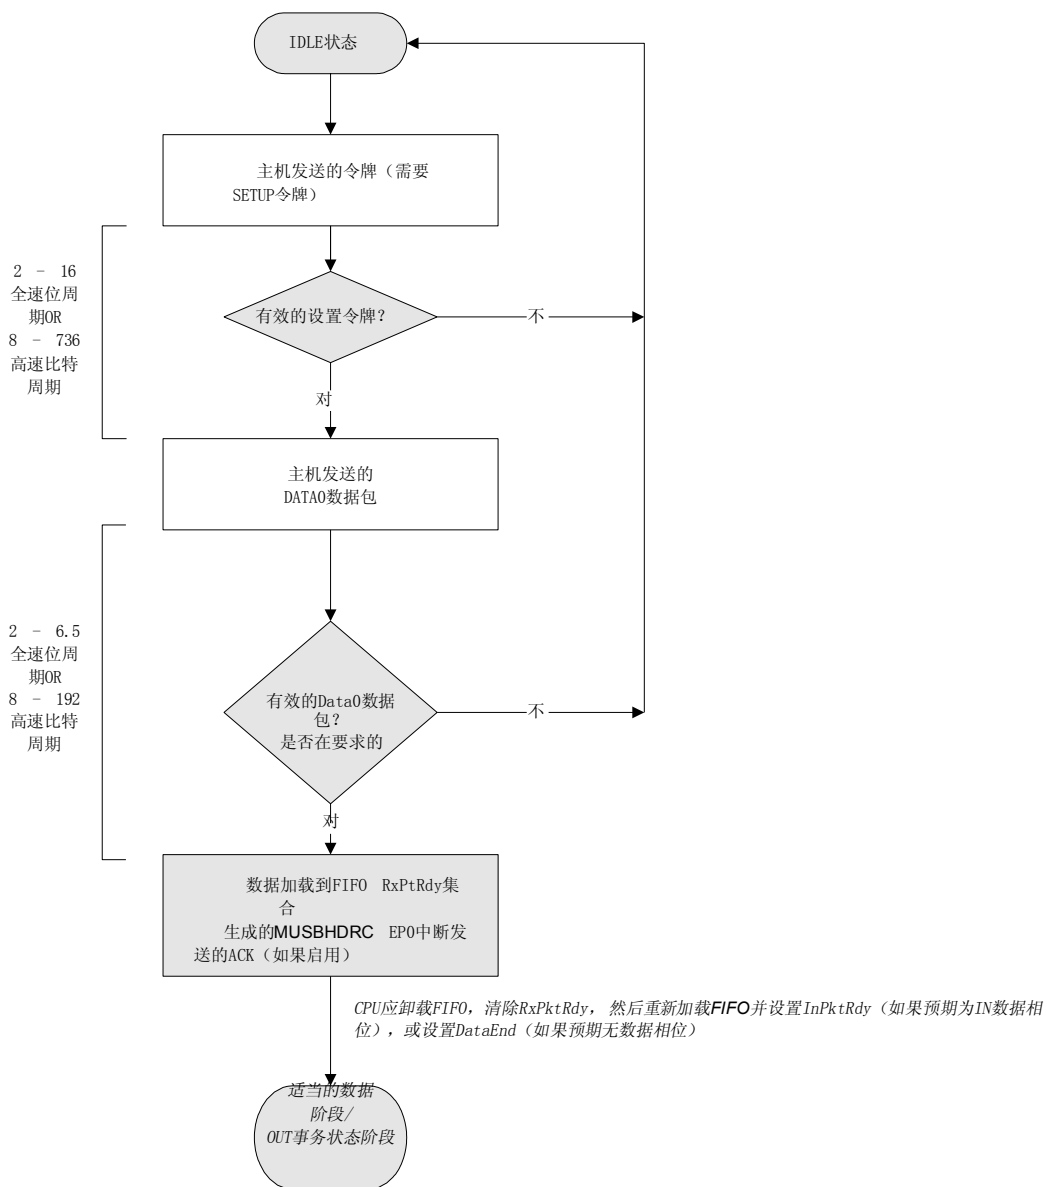 IDLE状态
主机发送的令牌（需要
SETUP令牌）
2 - 16
全速位周
期OR
8 - 736
高速比特
周期
有效的设置令牌？
不
对
主机发送的
DATA0数据包
2 - 6.5
全速位周
期OR
8 - 192
高速比特
周期
有效的Data0数据
包？
是否在要求的
不
对
数据加载到FIFO RxPtRdy集
合
生成的MUSBHDRC EP0中断发
送的ACK（如果启用）
CPU应卸载FIFO，清除RxPktRdy， 然后重新加载FIFO并设置InPktRdy（如果预期为IN数据相
位），或设置DataEnd（如果预期无数据相位）
适当的数据
阶段/
OUT事务状态阶段